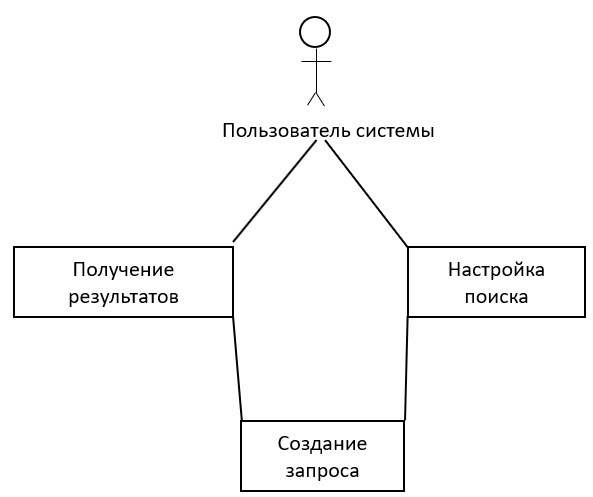 Пользователь системы
Получение
результатов
Настройка
поиска
Создание
запроса